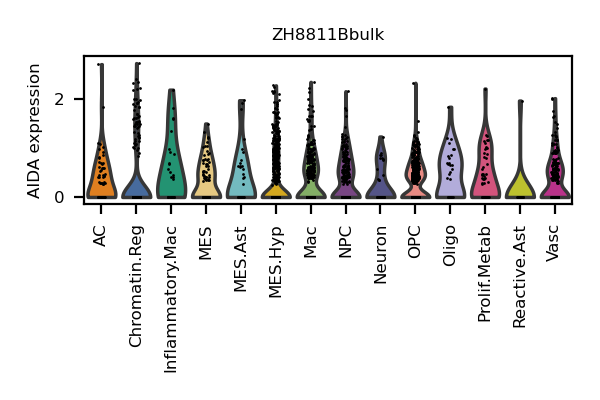 ZH8811Bbulk
AIDA expression
2
0
AC
Chromatin.Reg
Inflammatory.Mac
MES
MES.Ast
MES.Hyp
Mac
NPC
Neuron
OPC
Oligo
Prolif.Metab
Reactive.Ast
Vasc